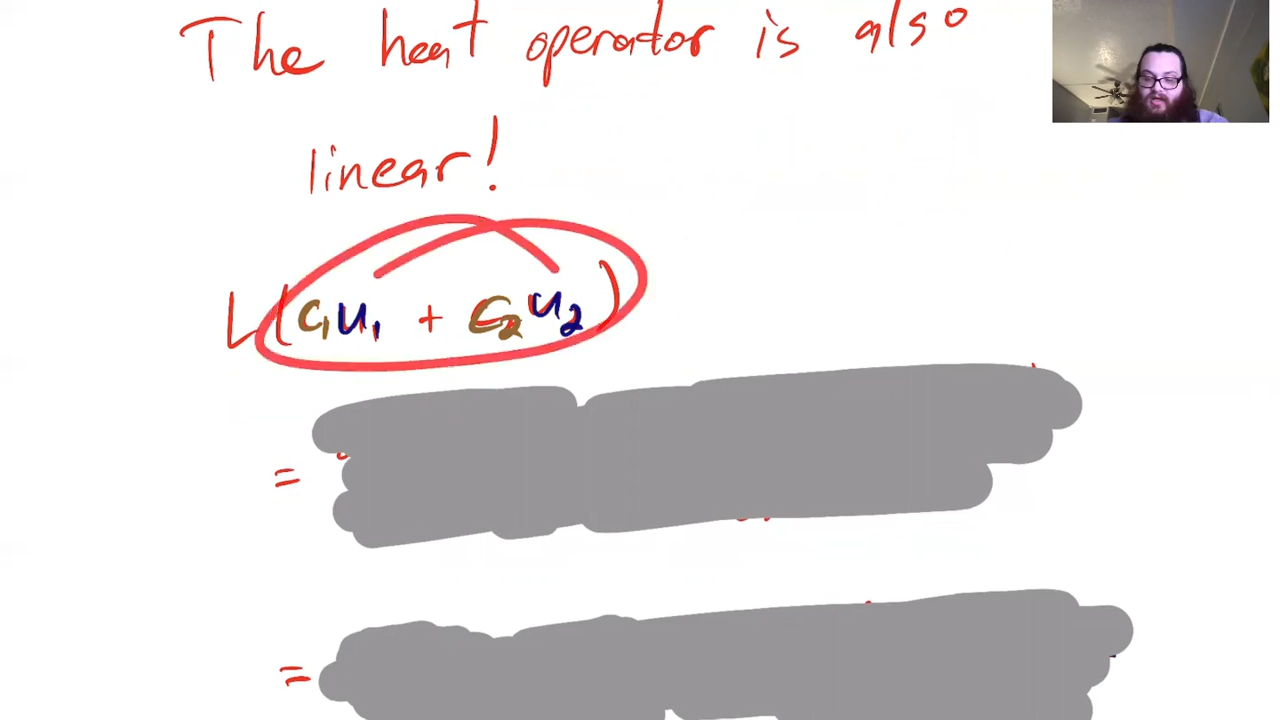 The heat operator is also
linear!
L(c₁u₁ + c₂u₂)
=
=